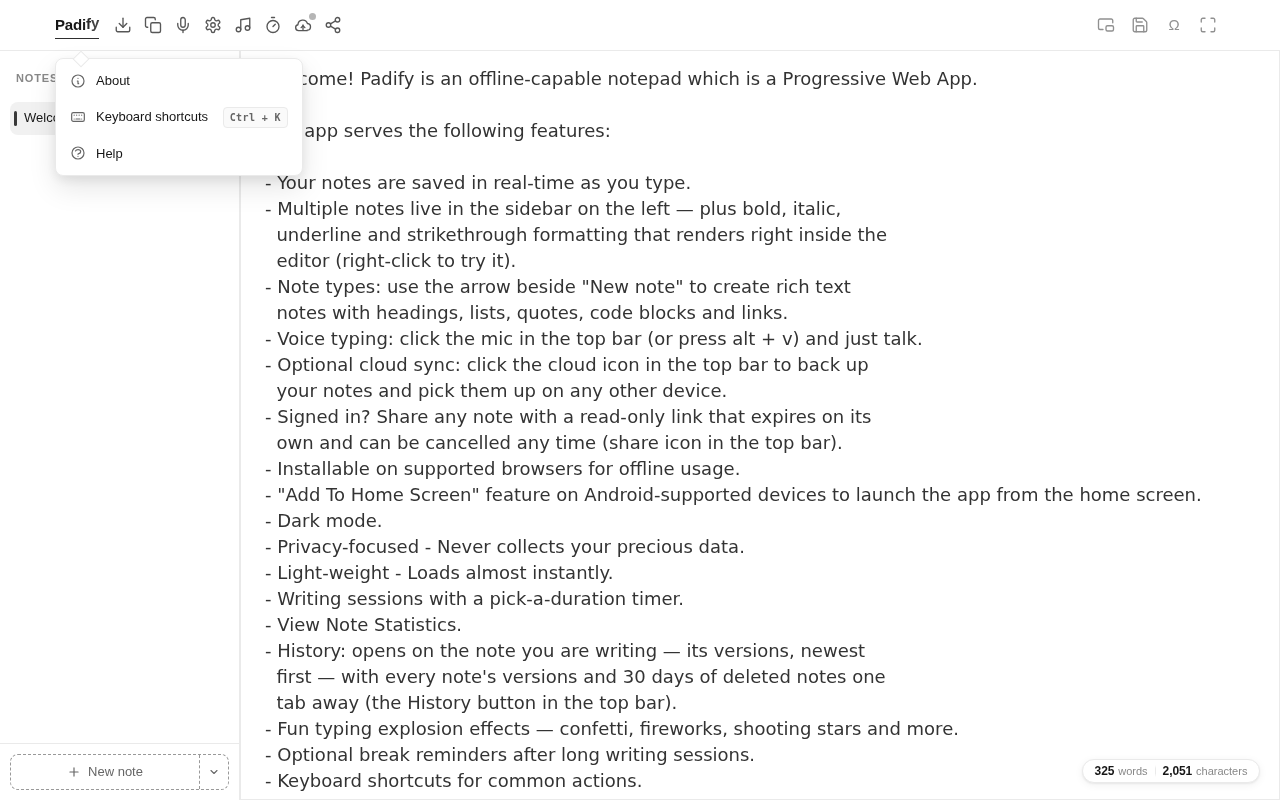 Padify
NOTES
About
Keyboard shortcuts Ctrl + K
Help
New note
come! Padify is an offline-capable notepad which is a Progressive Web App.
app serves the following features:
- Your notes are saved in real-time as you type.
- Multiple notes live in the sidebar on the left — plus bold, italic,
underline and strikethrough formatting that renders right inside the
editor (right-click to try it).
- Note types: use the arrow beside "New note" to create rich text
notes with headings, lists, quotes, code blocks and links.
- Voice typing: click the mic in the top bar (or press alt + v) and just talk.
- Optional cloud sync: click the cloud icon in the top bar to back up
your notes and pick them up on any other device.
- Signed in? Share any note with a read-only link that expires on its
own and can be cancelled any time (share icon in the top bar).
- Installable on supported browsers for offline usage.
- "Add To Home Screen" feature on Android-supported devices to launch the app from the home screen.
- Dark mode.
- Privacy-focused - Never collects your precious data.
- Light-weight - Loads almost instantly.
- Writing sessions with a pick-a-duration timer.
- View Note Statistics.
- History: opens on the note you are writing — its versions, newest
first — with every note's versions and 30 days of deleted notes one
tab away (the History button in the top bar).
- Fun typing explosion effects — confetti, fireworks, shooting stars and more.
- Optional break reminders after long writing sessions.
- Keyboard shortcuts for common actions.
325 words 2,051 characters